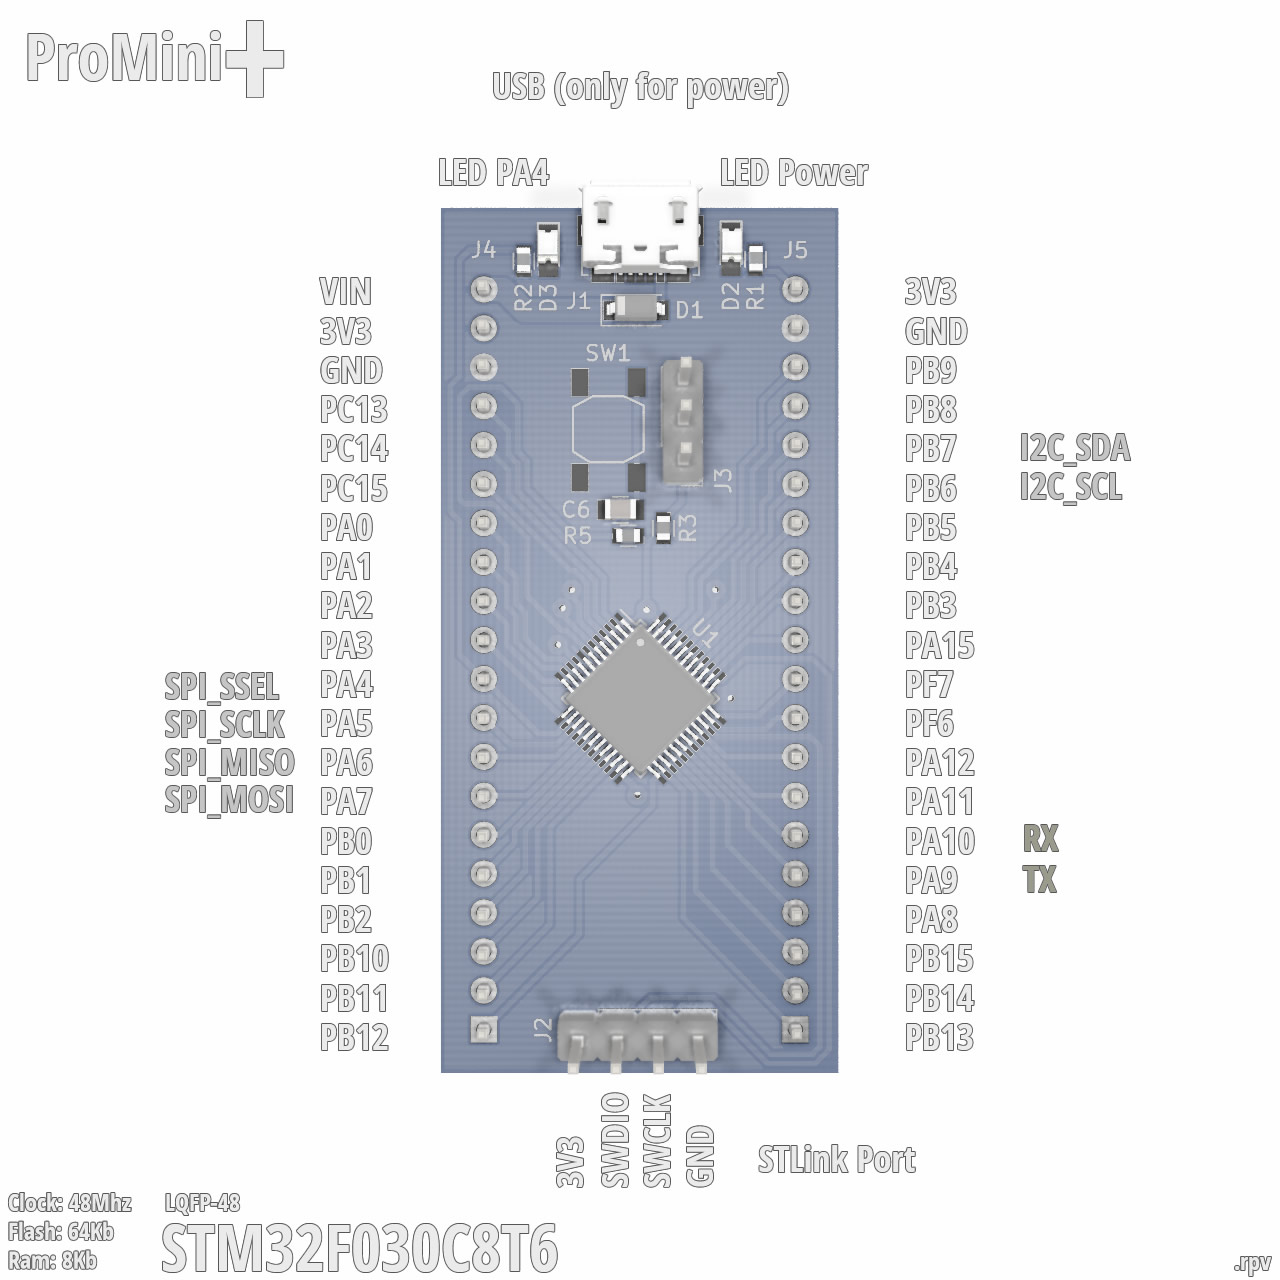 ProMini+
USB (only for power)
LED PA4
LED Power
J4
J5
R2
D3
J1
D1
D2
R1
SW1
J3
C6
R5
R3
U1
J2
VIN
3V3
GND
PC13
PC14
PC15
PA0
PA1
PA2
PA3
SPI_SSEL PA4
SPI_SCLK PA5
SPI_MISO PA6
SPI_MOSI PA7
PB0
PB1
PB2
PB10
PB11
PB12
3V3
GND
PB9
PB8
PB7 I2C_SDA
PB6 I2C_SCL
PB5
PB4
PB3
PA15
PF7
PF6
PA12
PA11
PA10 RX
PA9 TX
PA8
PB15
PB14
PB13
3V3
SWDIO
SWCLK
GND
STLink Port
Clock: 48Mhz
Flash: 64Kb
Ram: 8Kb
LQFP-48
STM32F030C8T6
.rpv